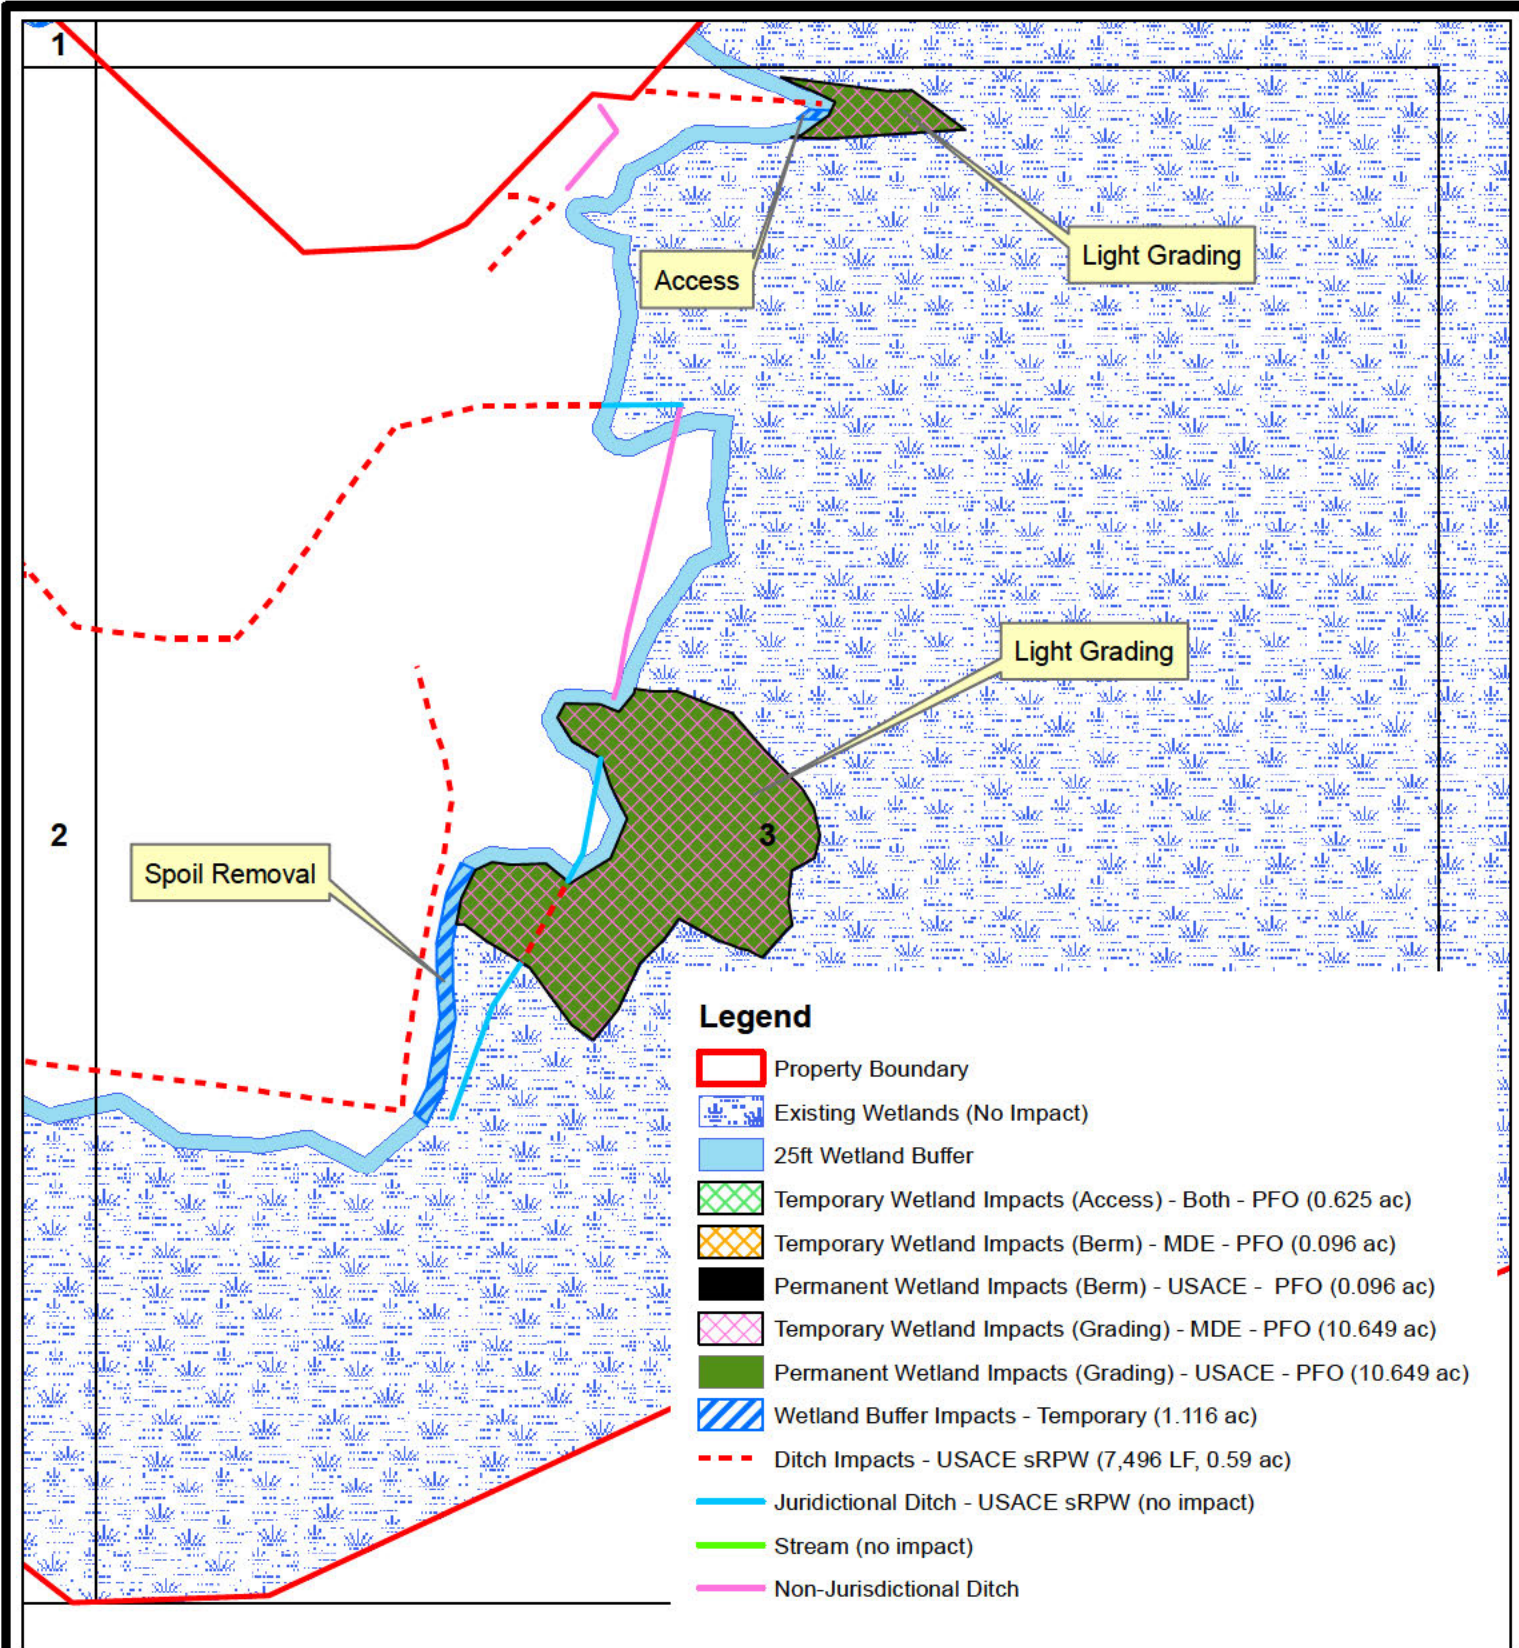 1
Access
Light Grading
Light Grading
2
3
Spoil Removal
Legend
Property Boundary
Existing Wetlands (No Impact)
25ft Wetland Buffer
Temporary Wetland Impacts (Access) - Both - PFO (0.625 ac)
Temporary Wetland Impacts (Berm) - MDE - PFO (0.096 ac)
Permanent Wetland Impacts (Berm) - USACE - PFO (0.096 ac)
Temporary Wetland Impacts (Grading) - MDE - PFO (10.649 ac)
Permanent Wetland Impacts (Grading) - USACE - PFO (10.649 ac)
Wetland Buffer Impacts - Temporary (1.116 ac)
Ditch Impacts - USACE sRPW (7,496 LF, 0.59 ac)
Juridictional Ditch - USACE sRPW (no impact)
Stream (no impact)
Non-Jurisdictional Ditch